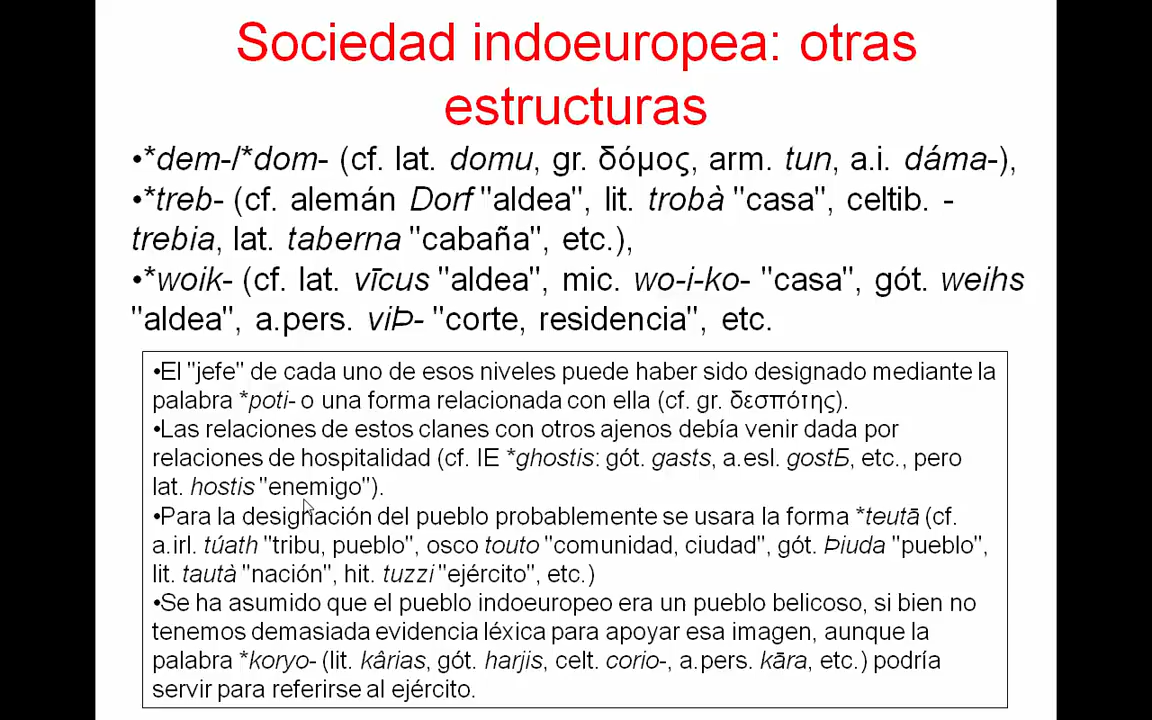 Sociedad indoeuropea: otras
estructuras
•*dem-/*dom- (cf. lat. domu, gr. δόμος, arm. tun, a.i. dáma-),
•*treb- (cf. alemán Dorf "aldea", lit. trobà "casa", celtib. -
trebia, lat. taberna "cabaña", etc.),
•*woik- (cf. lat. vīcus "aldea", mic. wo-i-ko- "casa", gót. weihs
"aldea", a.pers. viÞ- "corte, residencia", etc.
•El "jefe" de cada uno de esos niveles puede haber sido designado mediante la
palabra *poti- o una forma relacionada con ella (cf. gr. δεσπότης).
•Las relaciones de estos clanes con otros ajenos debía venir dada por
relaciones de hospitalidad (cf. IE *ghostis: gót. gasts, a.esl. gostЂ, etc., pero
lat. hostis "enemigo").
•Para la designación del pueblo probablemente se usara la forma *teutā (cf.
a.irl. túath "tribu, pueblo", osco touto "comunidad, ciudad", gót. Þiuda "pueblo",
lit. tautà "nación", hit. tuzzi "ejército", etc.)
•Se ha asumido que el pueblo indoeuropeo era un pueblo belicoso, si bien no
tenemos demasiada evidencia léxica para apoyar esa imagen, aunque la
palabra *koryo- (lit. kârias, gót. harjis, celt. corio-, a.pers. kāra, etc.) podría
servir para referirse al ejército.